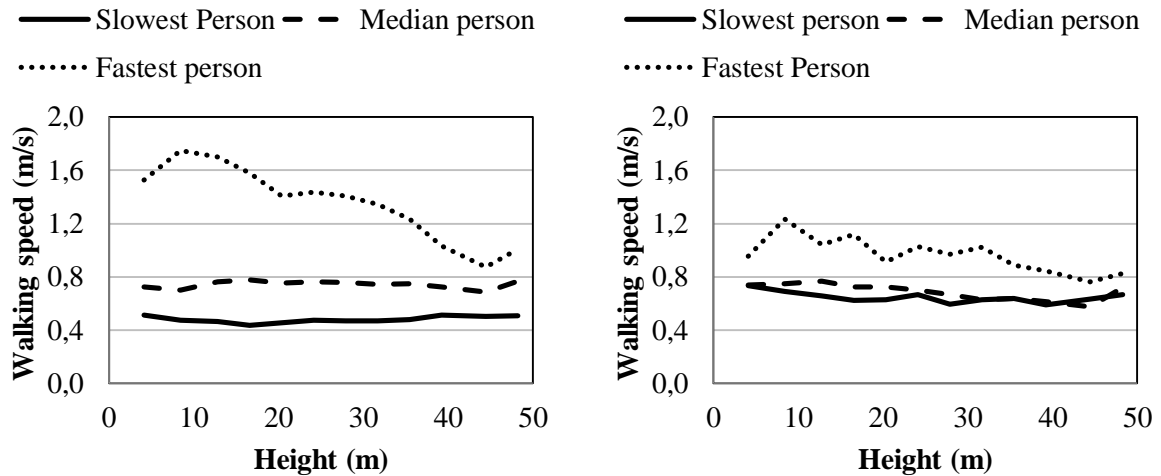 Slowest Person Median person
Fastest person
2,0
1,6
1,2
0,8
0,4
0,0
Walking speed (m/s)
0 10 20 30 40 50
Height (m)
Slowest person Median person
Fastest Person
2,0
1,6
1,2
0,8
0,4
0,0
Walking speed (m/s)
0 10 20 30 40 50
Height (m)